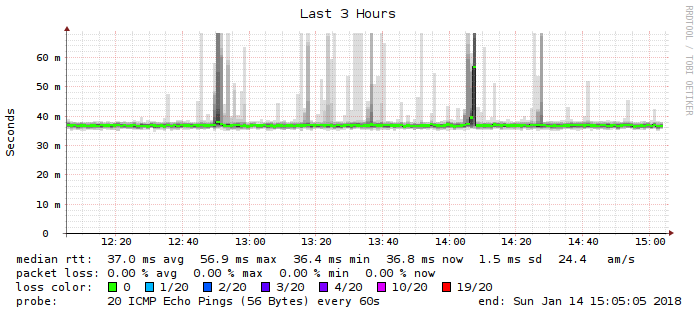 Last 3 Hours
RRDTOOL / TOBI OETIKER
Seconds
60 m
50 m
40 m
30 m
20 m
10 m
0
12:20 12:40 13:00 13:20 13:40 14:00 14:20 14:40 15:00
median rtt: 37.0 ms avg 56.9 ms max 36.4 ms min 36.8 ms now 1.5 ms sd 24.4 am/s
packet loss: 0.00 % avg 0.00 % max 0.00 % min 0.00 % now
loss color: 0 1/20 2/20 3/20 4/20 10/20 19/20
probe: 20 ICMP Echo Pings (56 Bytes) every 60s end: Sun Jan 14 15:05:05 2018